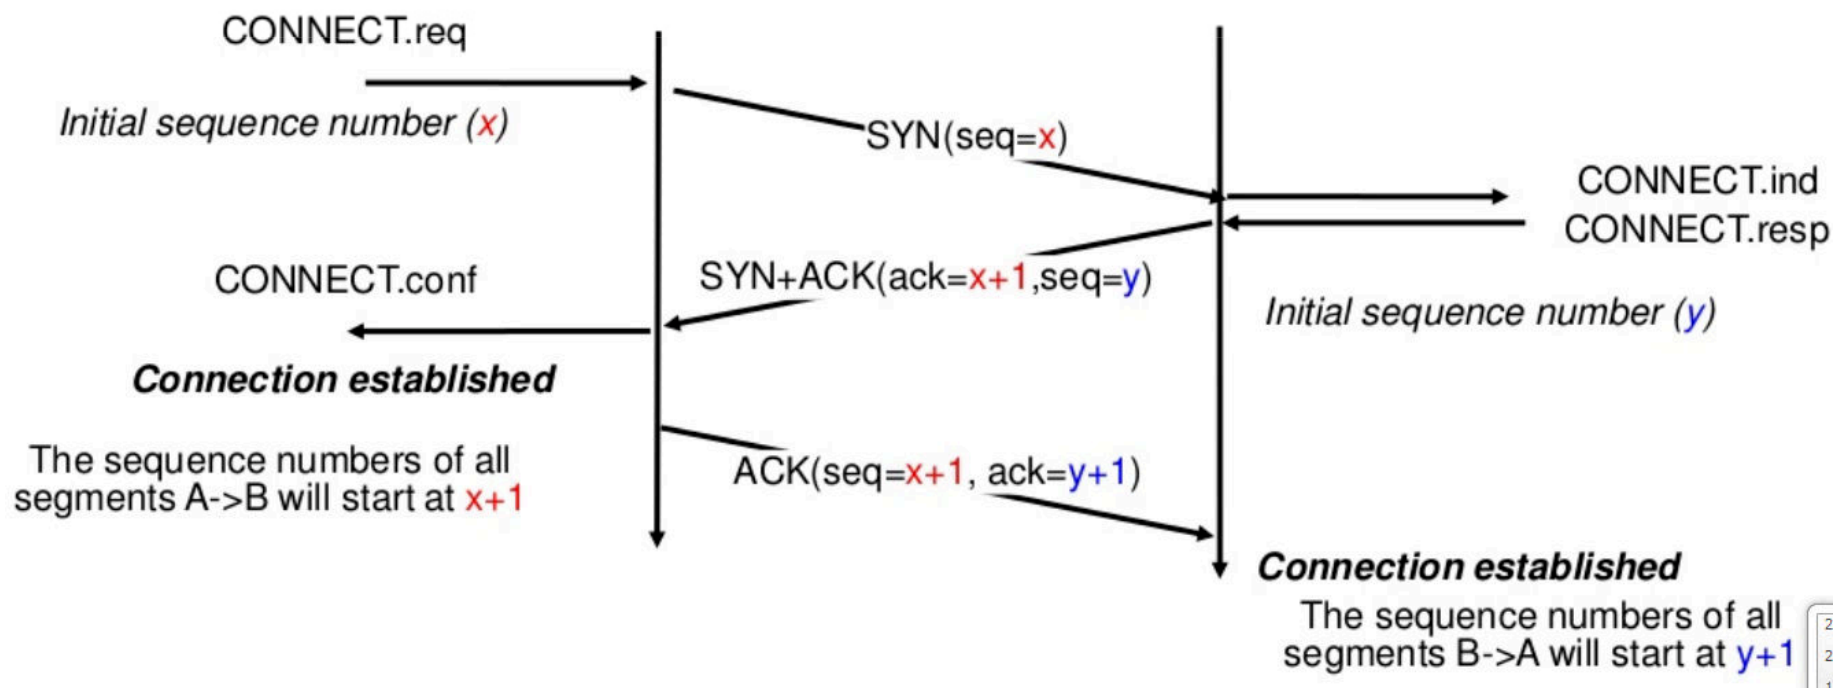 CONNECT.req
Initial sequence number (x)
SYN(seq=x)
CONNECT.ind
CONNECT.resp
CONNECT.conf
SYN+ACK(ack=x+1,seq=y)
Initial sequence number (y)
Connection established
The sequence numbers of all
segments A->B will start at x+1
ACK(seq=x+1, ack=y+1)
Connection established
The sequence numbers of all
segments B->A will start at y+1
2
2